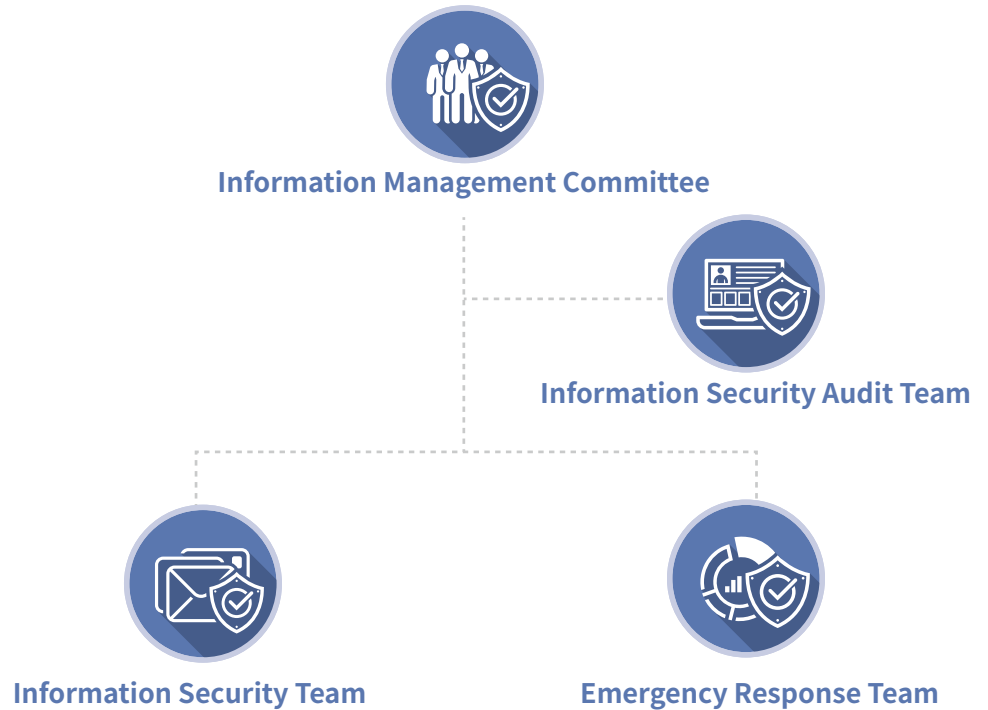 Information Management Committee
Information Security Audit Team
Information Security Team
Emergency Response Team